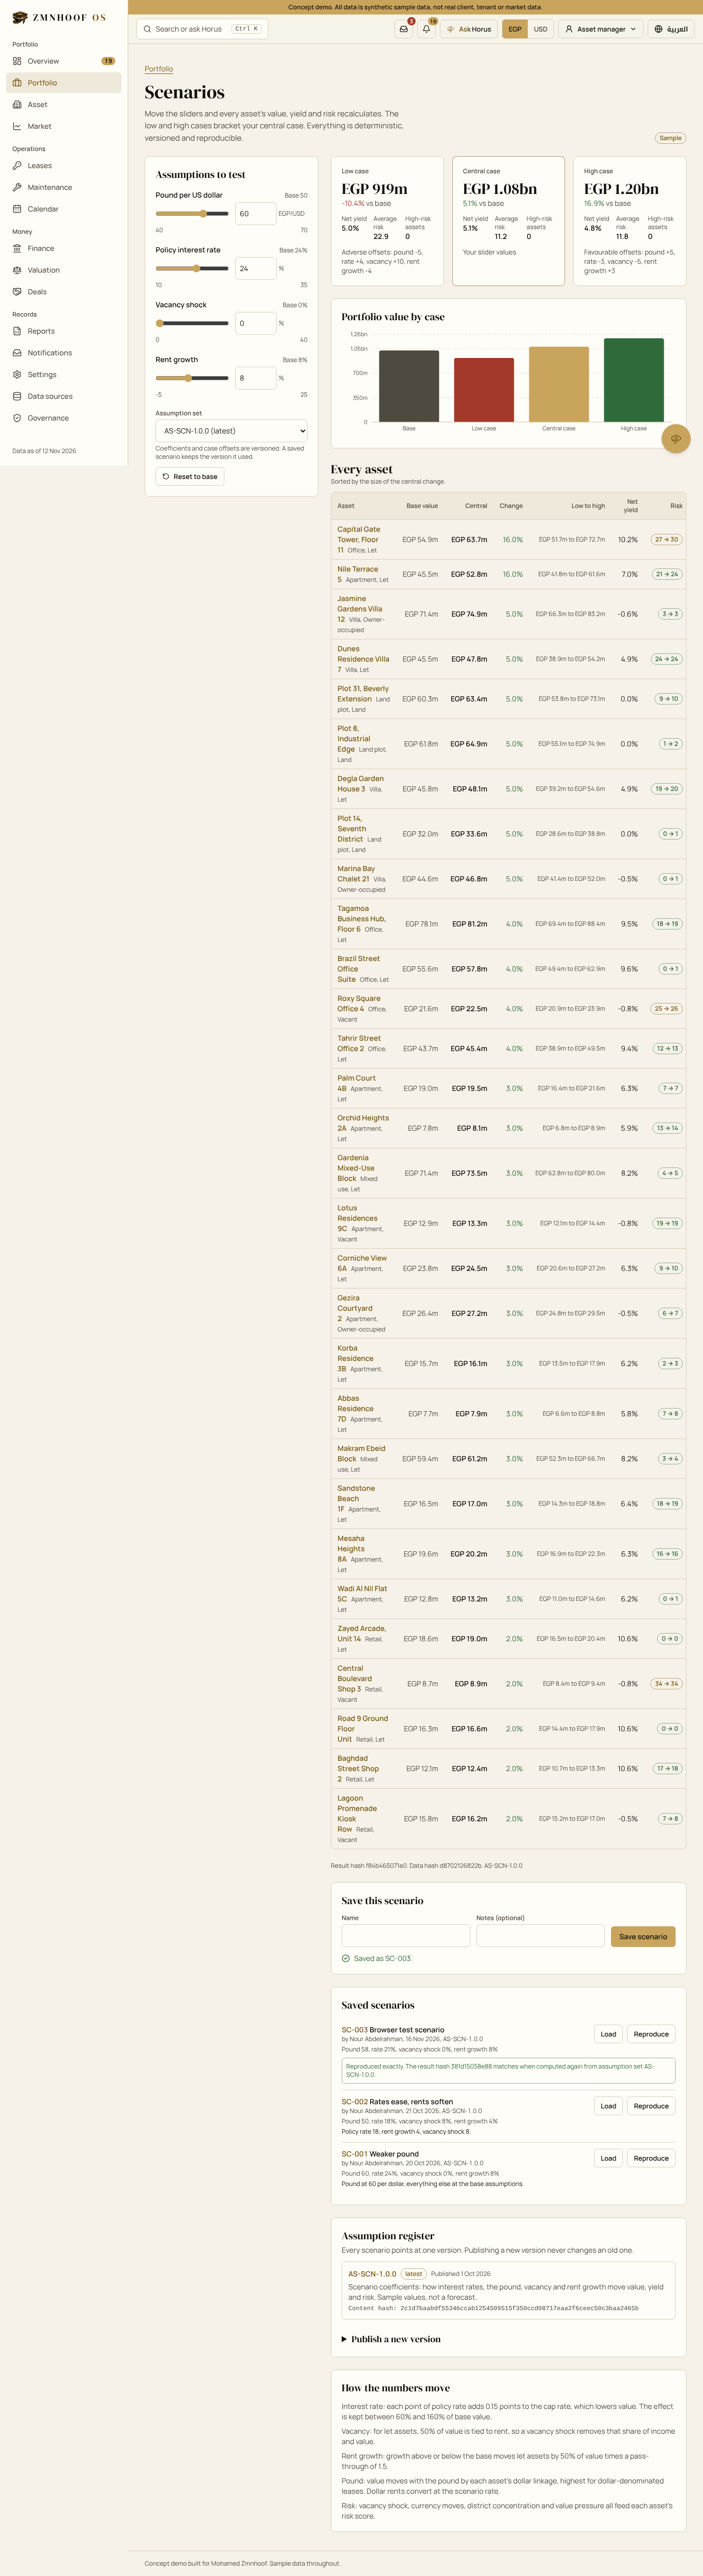 Concept demo. All data is synthetic sample data, not real client, tenant or market data.
ZMNHOOF OS
Search or ask Horus Ctrl K
3 19 Ask Horus EGP USD Asset manager العربية
Portfolio
Overview 19
Portfolio
Asset
Market
Operations
Leases
Maintenance
Calendar
Money
Finance
Valuation
Deals
Records
Reports
Notifications
Settings
Data sources
Governance
Data as of 12 Nov 2026
Portfolio
Scenarios
Move the sliders and every asset's value, yield and risk recalculates. The
low and high cases bracket your central case. Everything is deterministic,
versioned and reproducible.
Sample
Assumptions to test
Pound per US dollar Base 50
60 EGP/USD
40 70
Policy interest rate Base 24%
24 %
10 35
Vacancy shock Base 0%
0 %
0 40
Rent growth Base 8%
8 %
-5 25
Assumption set
AS-SCN-1.0.0 (latest)
Coefficients and case offsets are versioned. A saved
scenario keeps the version it used.
Reset to base
Low case
EGP 919m
-10.4% vs base
Net yield Average risk High-risk assets
5.0% 22.9 0
Adverse offsets: pound -5,
rate +4, vacancy +10, rent
growth -4
Central case
EGP 1.08bn
5.1% vs base
Net yield Average risk High-risk assets
5.1% 11.2 0
Your slider values
High case
EGP 1.20bn
16.9% vs base
Net yield Average risk High-risk assets
4.8% 11.8 0
Favourable offsets: pound +5,
rate -3, vacancy -5, rent
growth +3
Portfolio value by case
1.26bn
1.05bn
700m
350m
0
Base Low case Central case High case
Every asset
Sorted by the size of the central change.
Asset Base value Central Change Low to high Net yield Risk
Capital Gate Tower, Floor 11 Office, Let EGP 54.9m EGP 63.7m 16.0% EGP 51.7m to EGP 72.7m 10.2% 27 → 30
Nile Terrace 5 Apartment, Let EGP 45.5m EGP 52.8m 16.0% EGP 41.8m to EGP 61.6m 7.0% 21 → 24
Jasmine Gardens Villa 12 Villa, Owner-occupied EGP 71.4m EGP 74.9m 5.0% EGP 66.3m to EGP 83.2m -0.6% 3 → 3
Dunes Residence Villa 7 Villa, Let EGP 45.5m EGP 47.8m 5.0% EGP 38.9m to EGP 54.2m 4.9% 24 → 24
Plot 31, Beverly Extension Land plot, Land EGP 60.3m EGP 63.4m 5.0% EGP 53.8m to EGP 73.1m 0.0% 9 → 10
Plot 8, Industrial Edge Land plot, Land EGP 61.8m EGP 64.9m 5.0% EGP 55.1m to EGP 74.9m 0.0% 1 → 2
Degla Garden House 3 Villa, Let EGP 45.8m EGP 48.1m 5.0% EGP 39.2m to EGP 54.6m 4.9% 19 → 20
Plot 14, Seventh District Land plot, Land EGP 32.0m EGP 33.6m 5.0% EGP 28.6m to EGP 38.8m 0.0% 0 → 1
Marina Bay Chalet 21 Villa, Owner-occupied EGP 44.6m EGP 46.8m 5.0% EGP 41.4m to EGP 52.0m -0.5% 0 → 1
Tagamoa Business Hub, Floor 6 Office, Let EGP 78.1m EGP 81.2m 4.0% EGP 69.4m to EGP 88.4m 9.5% 18 → 19
Brazil Street Office Suite Office, Let EGP 55.6m EGP 57.8m 4.0% EGP 49.4m to EGP 62.9m 9.6% 0 → 1
Roxy Square Office 4 Office, Vacant EGP 21.6m EGP 22.5m 4.0% EGP 20.9m to EGP 23.9m -0.8% 25 → 26
Tahrir Street Office 2 Office, Let EGP 43.7m EGP 45.4m 4.0% EGP 38.9m to EGP 49.5m 9.4% 12 → 13
Palm Court 4B Apartment, Let EGP 19.0m EGP 19.5m 3.0% EGP 16.4m to EGP 21.6m 6.3% 7 → 7
Orchid Heights 2A Apartment, Let EGP 7.8m EGP 8.1m 3.0% EGP 6.8m to EGP 8.9m 5.9% 13 → 14
Gardenia Mixed-Use Block Mixed use, Let EGP 71.4m EGP 73.5m 3.0% EGP 62.8m to EGP 80.0m 8.2% 4 → 5
Lotus Residences 9C Apartment, Vacant EGP 12.9m EGP 13.3m 3.0% EGP 12.1m to EGP 14.4m -0.8% 19 → 19
Corniche View 6A Apartment, Let EGP 23.8m EGP 24.5m 3.0% EGP 20.6m to EGP 27.2m 6.3% 9 → 10
Gezira Courtyard 2 Apartment, Owner-occupied EGP 26.4m EGP 27.2m 3.0% EGP 24.8m to EGP 29.5m -0.5% 6 → 7
Korba Residence 3B Apartment, Let EGP 15.7m EGP 16.1m 3.0% EGP 13.5m to EGP 17.9m 6.2% 2 → 3
Abbas Residence 7D Apartment, Let EGP 7.7m EGP 7.9m 3.0% EGP 6.6m to EGP 8.8m 5.8% 7 → 8
Makram Ebeid Block Mixed use, Let EGP 59.4m EGP 61.2m 3.0% EGP 52.3m to EGP 66.7m 8.2% 3 → 4
Sandstone Beach 1F Apartment, Let EGP 16.5m EGP 17.0m 3.0% EGP 14.3m to EGP 18.8m 6.4% 18 → 19
Mesaha Heights 8A Apartment, Let EGP 19.6m EGP 20.2m 3.0% EGP 16.9m to EGP 22.3m 6.3% 16 → 16
Wadi Al Nil Flat 5C Apartment, Let EGP 12.8m EGP 13.2m 3.0% EGP 11.0m to EGP 14.6m 6.2% 0 → 1
Zayed Arcade, Unit 14 Retail, Let EGP 18.6m EGP 19.0m 2.0% EGP 16.5m to EGP 20.4m 10.6% 0 → 0
Central Boulevard Shop 3 Retail, Vacant EGP 8.7m EGP 8.9m 2.0% EGP 8.4m to EGP 9.4m -0.8% 34 → 34
Road 9 Ground Floor Unit Retail, Let EGP 16.3m EGP 16.6m 2.0% EGP 14.4m to EGP 17.9m 10.6% 0 → 0
Baghdad Street Shop 2 Retail, Let EGP 12.1m EGP 12.4m 2.0% EGP 10.7m to EGP 13.3m 10.6% 17 → 18
Lagoon Promenade Kiosk Row Retail, Vacant EGP 15.8m EGP 16.2m 2.0% EGP 15.2m to EGP 17.0m -0.5% 7 → 8
Result hash f84b465071e0. Data hash d8702126822b. AS-SCN-1.0.0
Save this scenario
Name Notes (optional)
Save scenario
Saved as SC-003.
Saved scenarios
SC-003 Browser test scenario
by Nour Abdelrahman, 16 Nov 2026, AS-SCN-1.0.0
Pound 58, rate 21%, vacancy shock 0%, rent growth 8%
Load Reproduce
Reproduced exactly. The result hash 381d15058e88 matches when computed again from assumption set AS-
SCN-1.0.0.
SC-002 Rates ease, rents soften
by Nour Abdelrahman, 21 Oct 2026, AS-SCN-1.0.0
Pound 50, rate 18%, vacancy shock 8%, rent growth 4%
Policy rate 18, rent growth 4, vacancy shock 8.
Load Reproduce
SC-001 Weaker pound
by Nour Abdelrahman, 20 Oct 2026, AS-SCN-1.0.0
Pound 60, rate 24%, vacancy shock 0%, rent growth 8%
Pound at 60 per dollar, everything else at the base assumptions.
Load Reproduce
Assumption register
Every scenario points at one version. Publishing a new version never changes an old one.
AS-SCN-1.0.0 latest Published 1 Oct 2026
Scenario coefficients: how interest rates, the pound, vacancy and rent growth move value, yield
and risk. Sample values, not a forecast.
Publish a new version
How the numbers move
Interest rate: each point of policy rate adds 0.15 points to the cap rate, which lowers value. The effect
is kept between 60% and 160% of base value.
Vacancy: for let assets, 50% of value is tied to rent, so a vacancy shock removes that share of income
and value.
Rent growth: growth above or below the base moves let assets by 50% of value times a pass-
through of 1.5.
Pound: value moves with the pound by each asset's dollar linkage, highest for dollar-denominated
leases. Dollar rents convert at the scenario rate.
Risk: vacancy shock, currency moves, district concentration and value pressure all feed each asset's
risk score.
Concept demo built for Mohamed Zmnhoof. Sample data throughout.